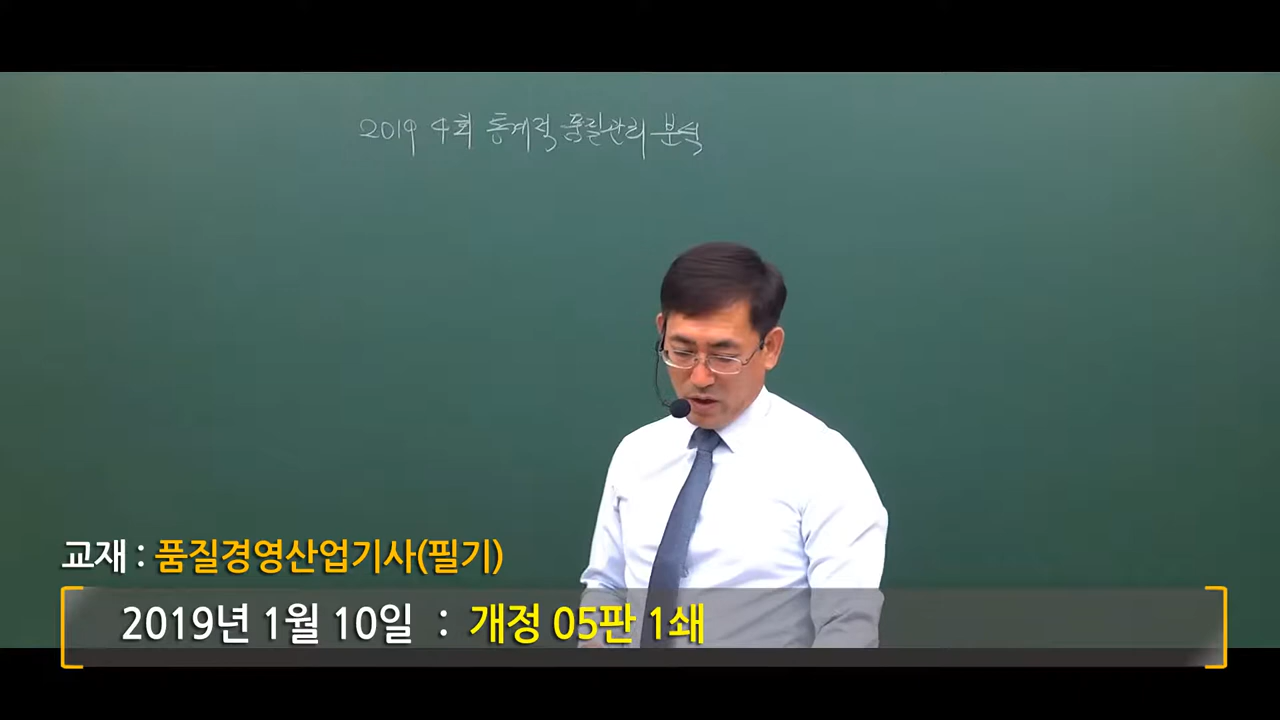 2019 4회 통계적 품질관리 분석
교재 : 품질경영산업기사(필기)
2019년 1월 10일 : 개정 05판 1쇄